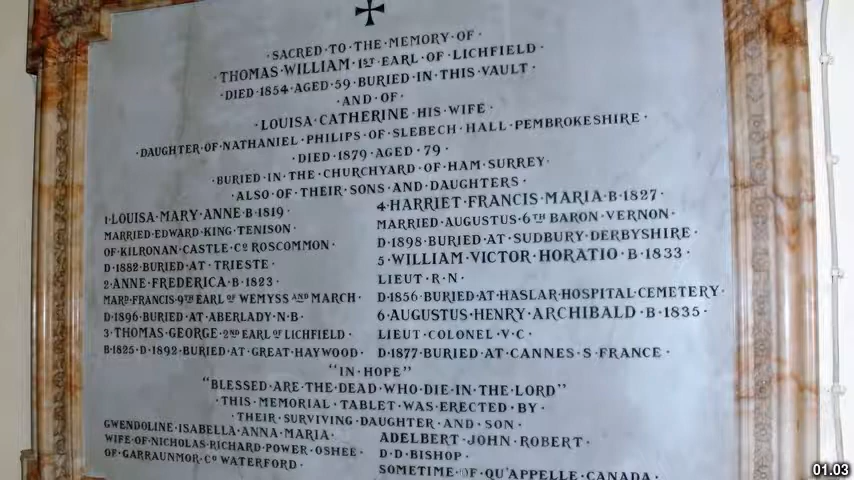 ·SACRED·TO·THE·MEMORY·OF·
·THOMAS·WILLIAM·1ST·EARL·OF·LICHFIELD·
·DIED·1854·AGED·59·BURIED·IN·THIS·VAULT·
·AND·OF·
·LOUISA·CATHERINE·HIS·WIFE·
·DAUGHTER·OF·NATHANIEL·PHILIPS·OF·SLEBECH·HALL·PEMBROKESHIRE·
·DIED·1879·AGED·79·
·BURIED·IN·THE·CHURCHYARD·OF·HAM·SURREY·
·ALSO·OF·THEIR·SONS·AND·DAUGHTERS·
1·LOUISA·MARY·ANNE·B·1819·
MARRIED·EDWARD·KING·TENISON·
OF·KILRONAN·CASTLE·Co·ROSCOMMON·
D·1882·BURIED·AT·TRIESTE·
2·ANNE·FREDERICA·B·1823·
MARD·FRANCIS·9TH·EARL·OF·WEMYSS·AND·MARCH·
D·1896·BURIED·AT·ABERLADY·N·B·
3·THOMAS·GEORGE·2ND·EARL·OF·LICHFIELD·
B·1825·D·1892·BURIED·AT·GREAT·HAYWOOD·
4·HARRIET·FRANCIS·MARIA·B·1827·
MARRIED·AUGUSTUS·6TH·BARON·VERNON·
D·1898·BURIED·AT·SUDBURY·DERBYSHIRE·
5·WILLIAM·VICTOR·HORATIO·B·1833·
LIEUT·R·N·
D·1856·BURIED·AT·HASLAR·HOSPITAL·CEMETERY·
6·AUGUSTUS·HENRY·ARCHIBALD·B·1835·
LIEUT·COLONEL·V·C·
D·1877·BURIED·AT·CANNES·S·FRANCE·
"IN·HOPE"
"BLESSED·ARE·THE·DEAD·WHO·DIE·IN·THE·LORD"
·THIS·MEMORIAL·TABLET·WAS·ERECTED·BY·
·THEIR·SURVIVING·DAUGHTER·AND·SON·
GWENDOLINE·ISABELLA·ANNA·MARIA·
WIFE·OF·NICHOLAS·RICHARD·POWER·OSHEE·
OF·GARRAUNMOR·Co·WATERFORD·
ADELBERT·JOHN·ROBERT·
D·D·BISHOP·
SOMETIME·OF·QU'APPELLE·CANADA·
01.03